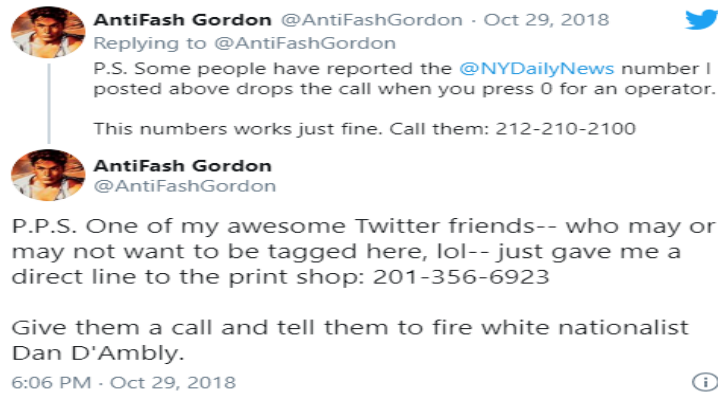 AntiFash Gordon @AntiFashGordon · Oct 29, 2018
Replying to @AntiFashGordon
P.S. Some people have reported the @NYDailyNews number I
posted above drops the call when you press 0 for an operator.
This numbers works just fine. Call them: 212-210-2100
AntiFash Gordon
@AntiFashGordon
P.P.S. One of my awesome Twitter friends-- who may or
may not want to be tagged here, lol-- just gave me a
direct line to the print shop: 201-356-6923
Give them a call and tell them to fire white nationalist
Dan D'Ambly.
6:06 PM · Oct 29, 2018